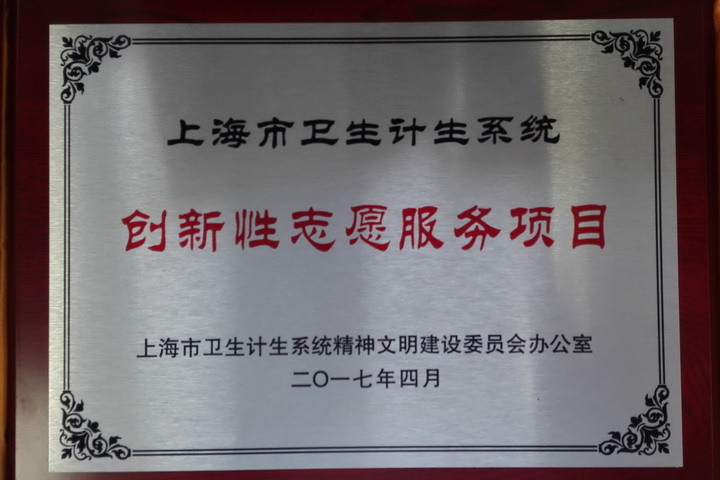 上海市卫生计生系统
创新性志愿服务项目
上海市卫生计生系统精神文明建设委员会办公室
二〇一七年四月